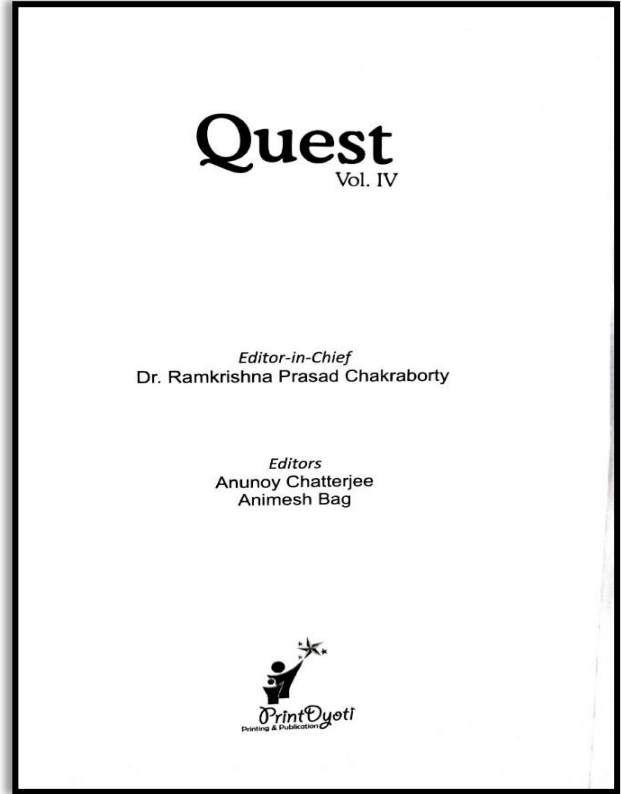 Quest
Vol. IV
Editor-in-Chief
Dr. Ramkrishna Prasad Chakraborty
Editors
Anunoy Chatterjee
Animesh Bag
PrintDyoti
Printing & Publication